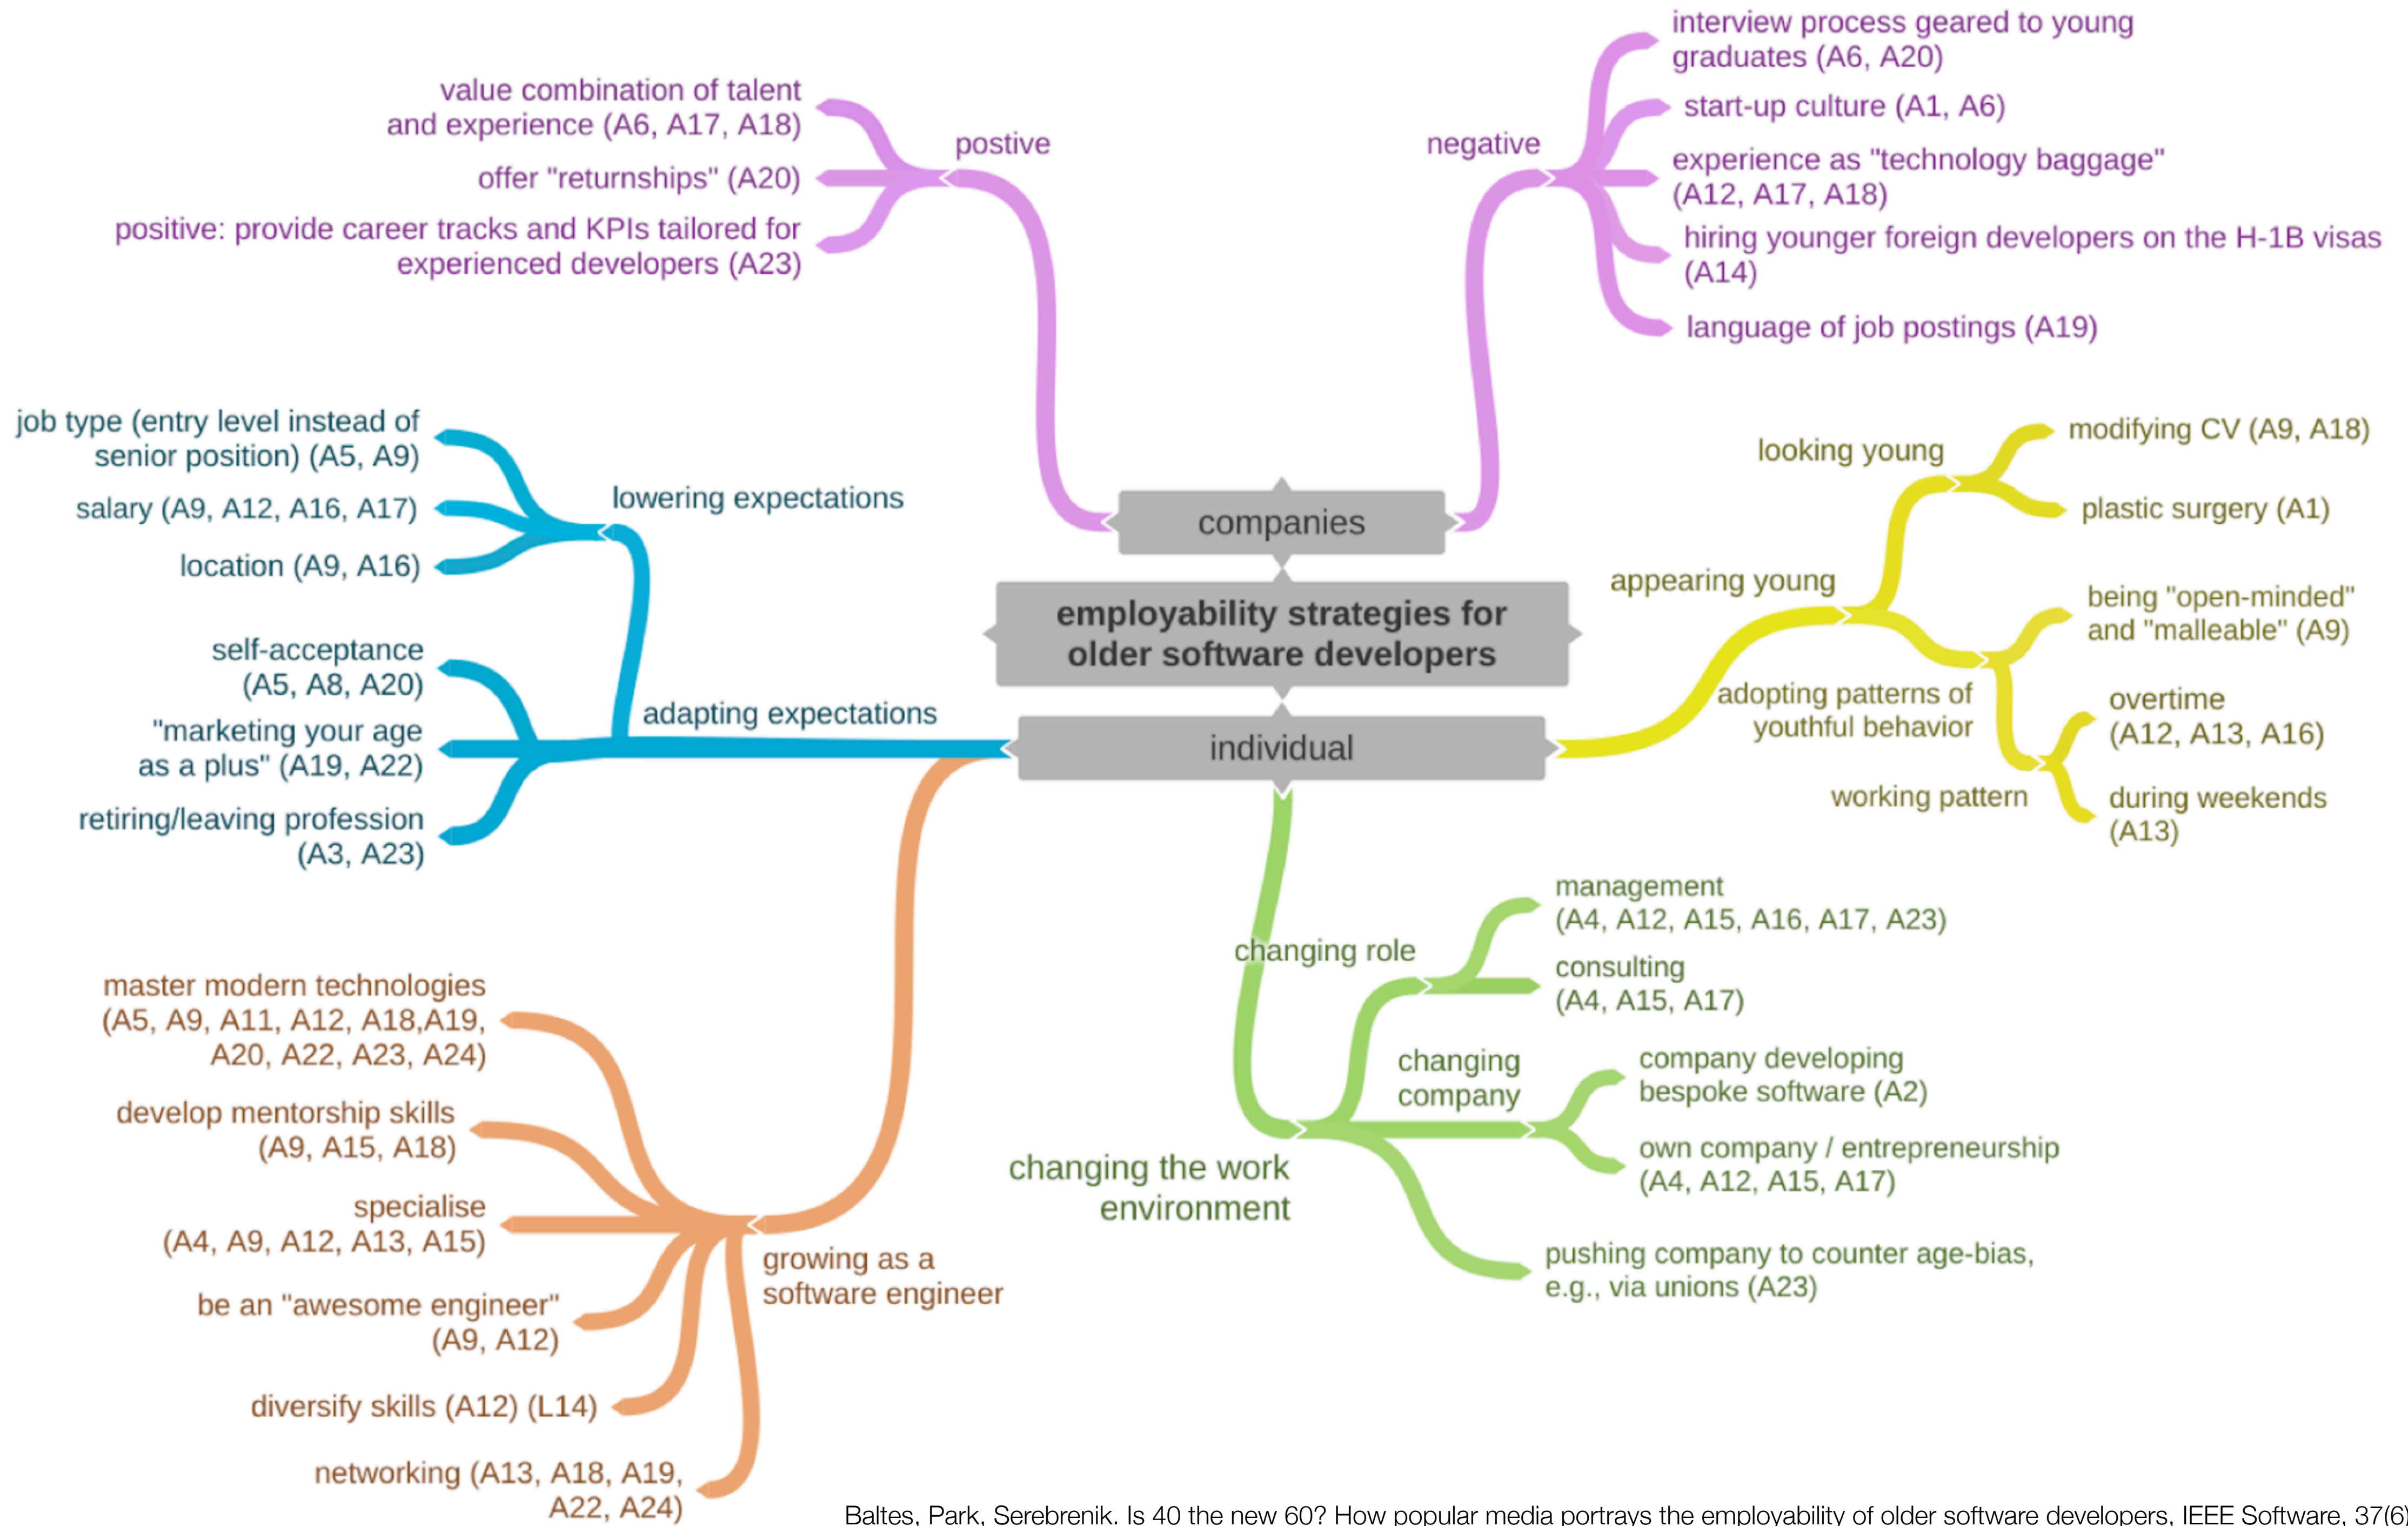 value combination of talent
and experience (A6, A17, A18)
offer "returnships" (A20)
positive: provide career tracks and KPIs tailored for
experienced developers (A23)
postive
negative
interview process geared to young
graduates (A6, A20)
start-up culture (A1, A6)
experience as "technology baggage"
(A12, A17, A18)
hiring younger foreign developers on the H-1B visas
(A14)
language of job postings (A19)
companies
employability strategies for
older software developers
individual
job type (entry level instead of
senior position) (A5, A9)
salary (A9, A12, A16, A17)
location (A9, A16)
lowering expectations
self-acceptance
(A5, A8, A20)
"marketing your age
as a plus" (A19, A22)
retiring/leaving profession
(A3, A23)
adapting expectations
looking young
modifying CV (A9, A18)
plastic surgery (A1)
appearing young
being "open-minded"
and "malleable" (A9)
adopting patterns of
youthful behavior
overtime
(A12, A13, A16)
working pattern
during weekends
(A13)
management
(A4, A12, A15, A16, A17, A23)
changing role
consulting
(A4, A15, A17)
changing
company
company developing
bespoke software (A2)
own company / entrepreneurship
(A4, A12, A15, A17)
changing the work
environment
pushing company to counter age-bias,
e.g., via unions (A23)
master modern technologies
(A5, A9, A11, A12, A18,A19,
A20, A22, A23, A24)
develop mentorship skills
(A9, A15, A18)
specialise
(A4, A9, A12, A13, A15)
growing as a
software engineer
be an "awesome engineer"
(A9, A12)
diversify skills (A12) (L14)
networking (A13, A18, A19,
A22, A24)
Baltes, Park, Serebrenik. Is 40 the new 60? How popular media portrays the employability of older software developers, IEEE Software, 37(6)